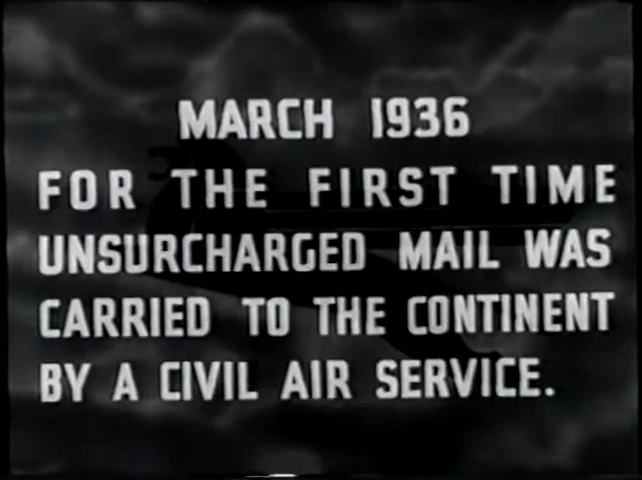 MARCH 1936
FOR THE FIRST TIME
UNSURCHARGED MAIL WAS
CARRIED TO THE CONTINENT
BY A CIVIL AIR SERVICE.